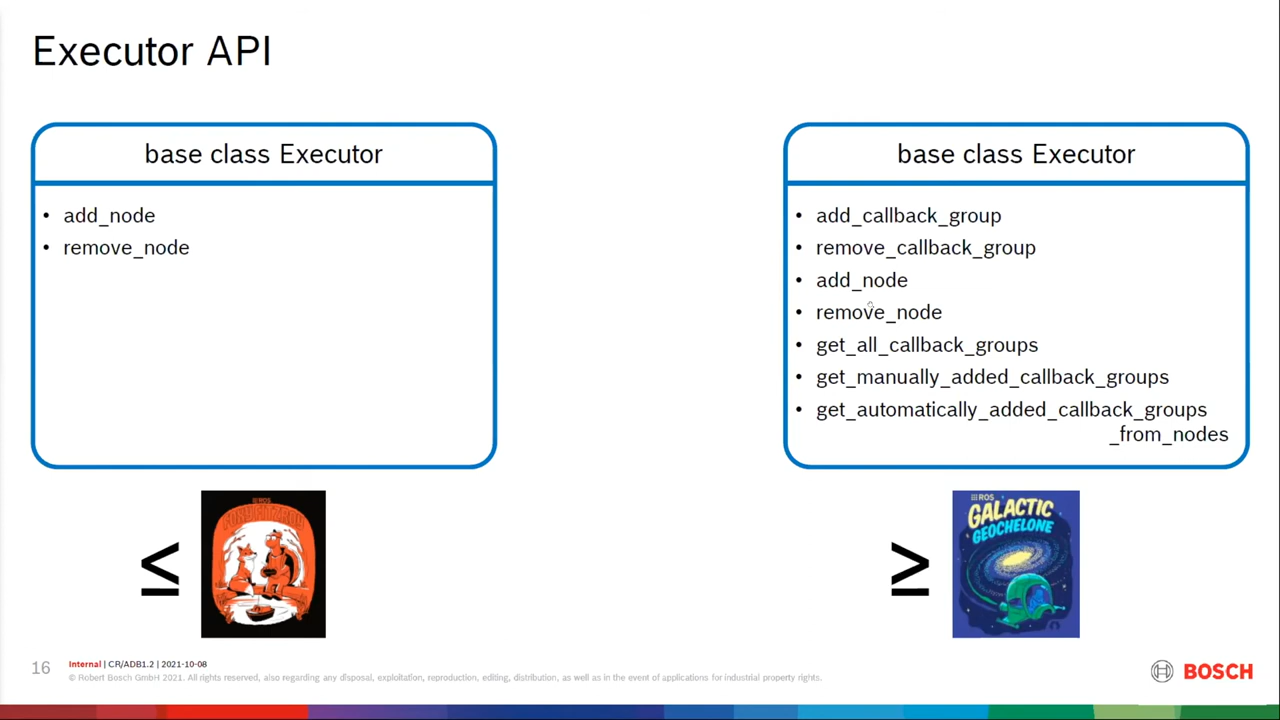 Executor API
base class Executor
• add_node
• remove_node
≤
ROS
FOXY FITZROY
base class Executor
• add_callback_group
• remove_callback_group
• add_node
• remove_node
• get_all_callback_groups
• get_manually_added_callback_groups
• get_automatically_added_callback_groups
_from_nodes
≥
ROS
GALACTIC
GEOCHELONE
16
Internal | CR/ADB1.2 | 2021-10-08
© Robert Bosch GmbH 2021. All rights reserved, also regarding any disposal, exploitation, reproduction, editing, distribution, as well as in the event of applications for industrial property rights.
BOSCH